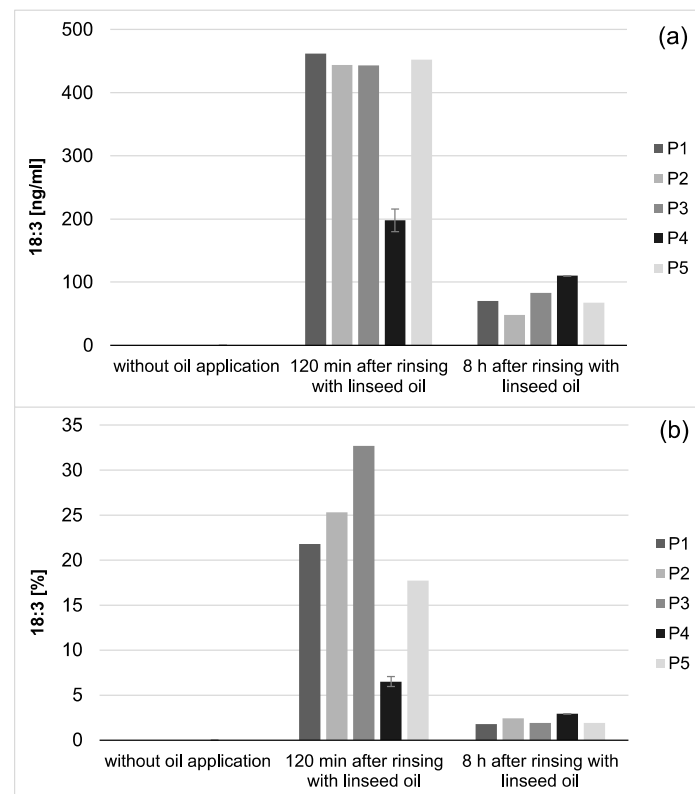 (a)
18:3 [ng/ml]
500
400
300
200
100
0
without oil application
120 min after rinsing
with linseed oil
8 h after rinsing with
linseed oil
P1
P2
P3
P4
P5
(b)
18:3 [%]
35
30
25
20
15
10
5
0
without oil application
120 min after rinsing
with linseed oil
8 h after rinsing with
linseed oil
P1
P2
P3
P4
P5